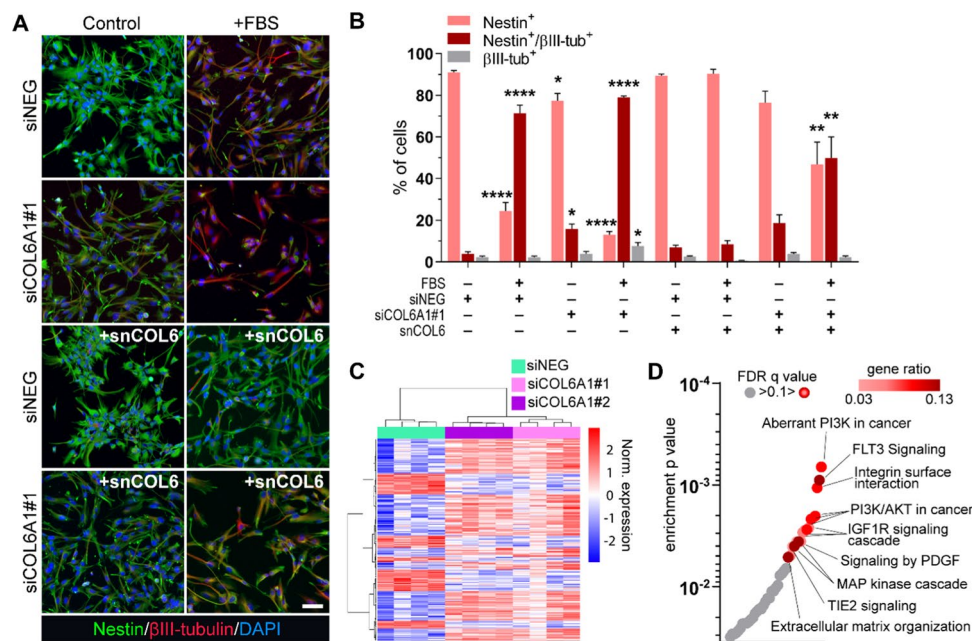 A
Control
+FBS
siNEG
siCOL6A1#1
siNEG
+snCOL6
+snCOL6
siCOL6A1#1
+snCOL6
+snCOL6
Nestin/βIII-tubulin/DAPI
B
Nestin+
Nestin+/βIII-tub+
βIII-tub+
% of cells
100
80
60
40
20
0
**** **** * * **** **** * ** **
FBS – + – + – + – +
siNEG + + – – + + – –
siCOL6A1#1 – – + + – – + +
snCOL6 – – – – + + + +
C
siNEG
siCOL6A1#1
siCOL6A1#2
Norm. expression
2
1
0
-1
-2
D
FDR q value
>0.1>
gene ratio
0.03 0.13
enrichment p value
10-4
10-3
10-2
Aberrant PI3K in cancer
FLT3 Signaling
Integrin surface
interaction
PI3K/AKT in cancer
IGF1R signaling
cascade
Signaling by PDGF
MAP kinase cascade
TIE2 signaling
Extracellular matrix organization